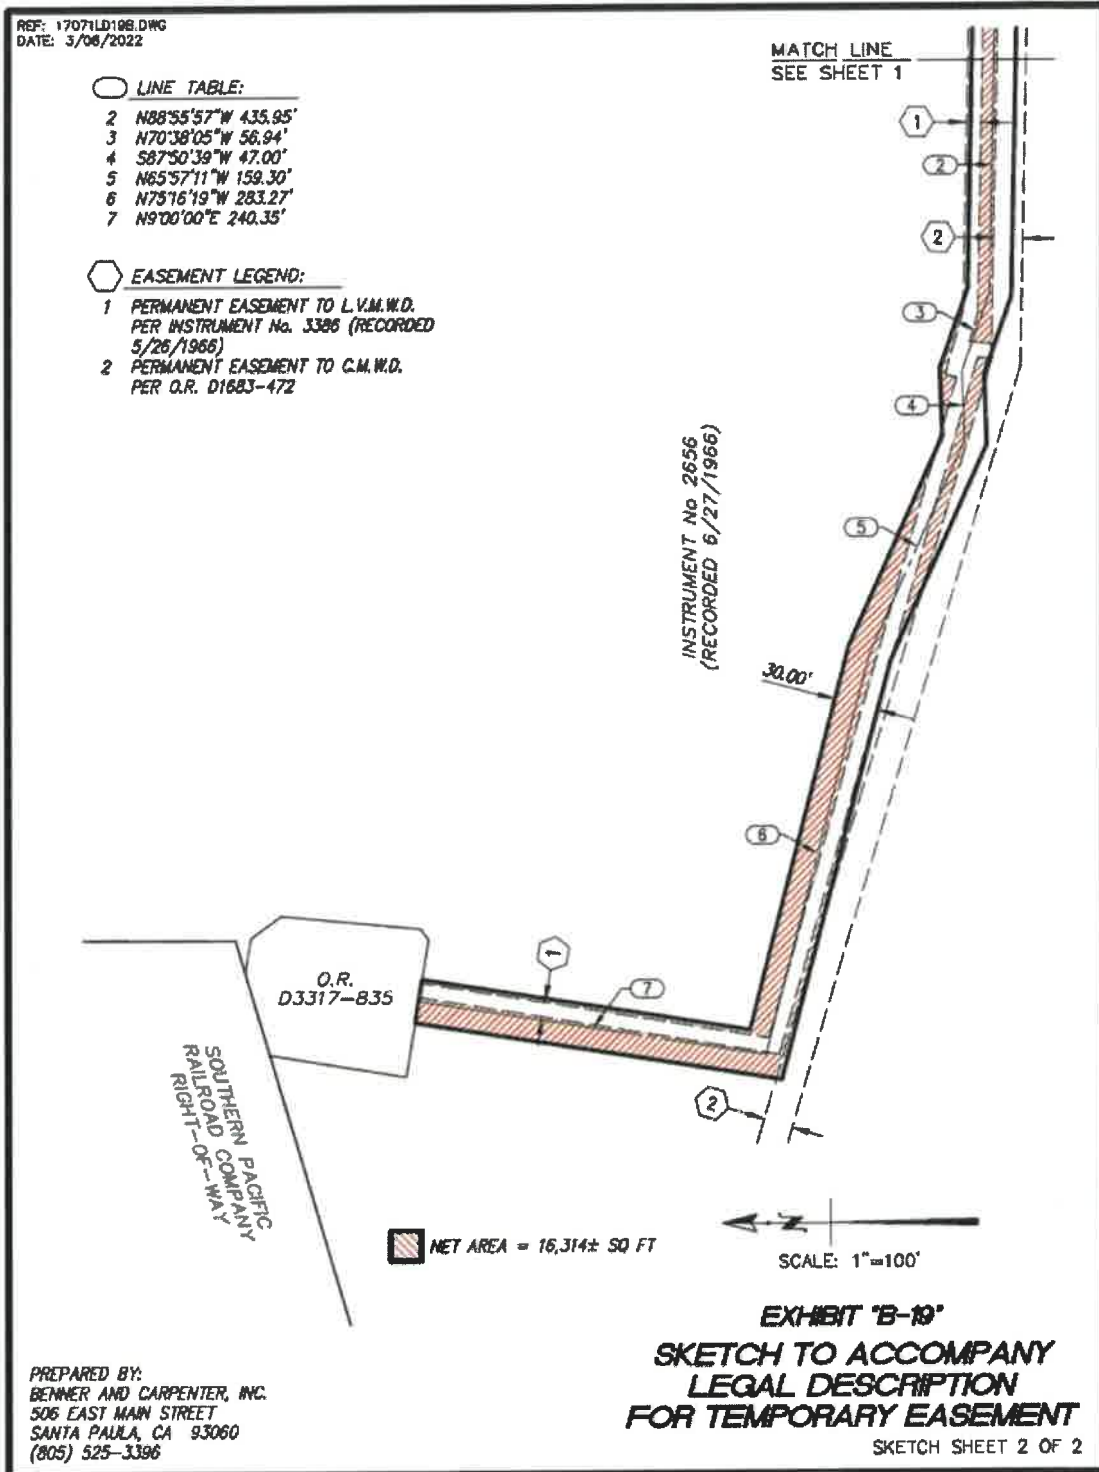 REF: 17071LD19B.DWG
DATE: 3/08/2022
LINE TABLE:
2 N88°55'57"W 435.95'
3 N70°38'05"W 56.94'
4 S87°50'39"W 47.00'
5 N65°57'11"W 159.30'
6 N75°16'19"W 283.27'
7 N9°00'00"E 240.35'
EASEMENT LEGEND:
1 PERMANENT EASEMENT TO L.V.M.W.D.
PER INSTRUMENT No. 3386 (RECORDED
5/26/1966)
2 PERMANENT EASEMENT TO C.M.W.D.
PER O.R. D1683-472
MATCH LINE
SEE SHEET 1
1
2
2
3
4
INSTRUMENT No 2656
(RECORDED 6/27/1966)
5
30.00'
6
O.R.
D3317-835
1
7
2
SOUTHERN PACIFIC
RAILROAD COMPANY
RIGHT-OF-WAY
NET AREA = 16,314± SQ FT
N
SCALE: 1"=100'
EXHIBIT "B-19"
SKETCH TO ACCOMPANY
LEGAL DESCRIPTION
FOR TEMPORARY EASEMENT
SKETCH SHEET 2 OF 2
PREPARED BY:
BENNER AND CARPENTER, INC.
506 EAST MAIN STREET
SANTA PAULA, CA 93060
(805) 525-3396